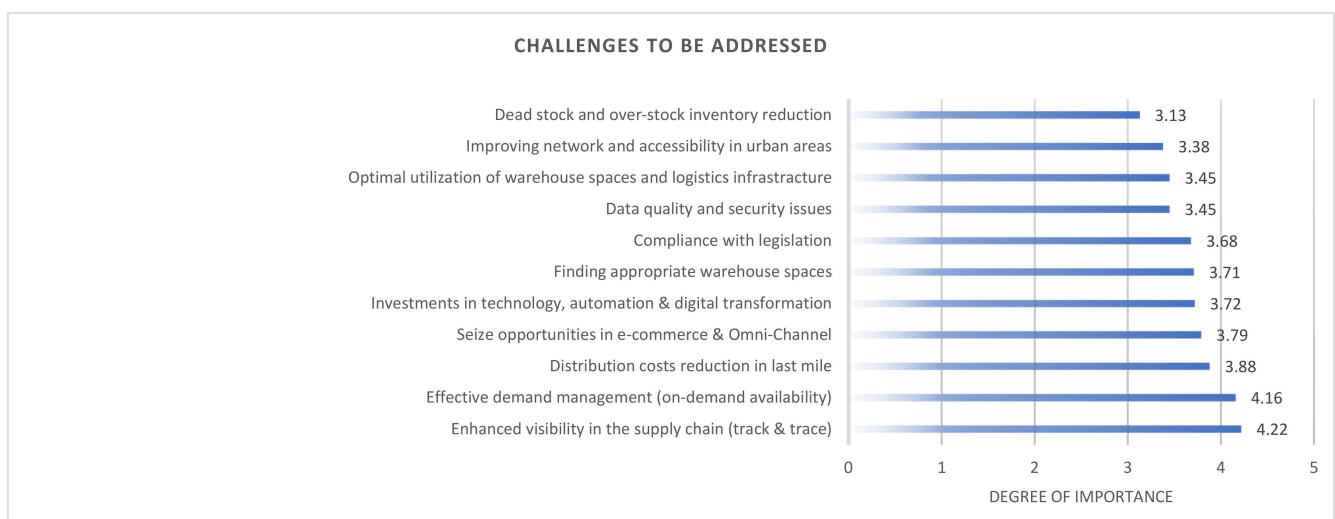 CHALLENGES TO BE ADDRESSED
Dead stock and over-stock inventory reduction 3.13
Improving network and accessibility in urban areas 3.38
Optimal utilization of warehouse spaces and logistics infrastracture 3.45
Data quality and security issues 3.45
Compliance with legislation 3.68
Finding appropriate warehouse spaces 3.71
Investments in technology, automation & digital transformation 3.72
Seize opportunities in e-commerce & Omni-Channel 3.79
Distribution costs reduction in last mile 3.88
Effective demand management (on-demand availability) 4.16
Enhanced visibility in the supply chain (track & trace) 4.22
0 1 2 3 4 5
DEGREE OF IMPORTANCE